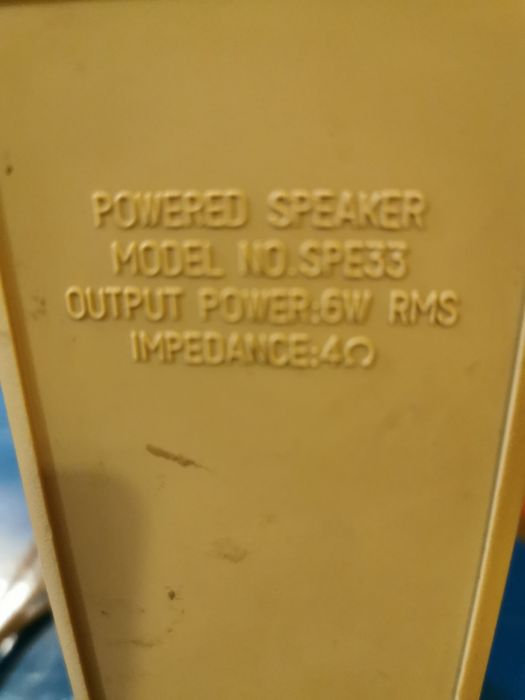 POWERED SPEAKER
MODEL NO.SPE33
OUTPUT POWER:6W RMS
IMPEDANCE:4Ω